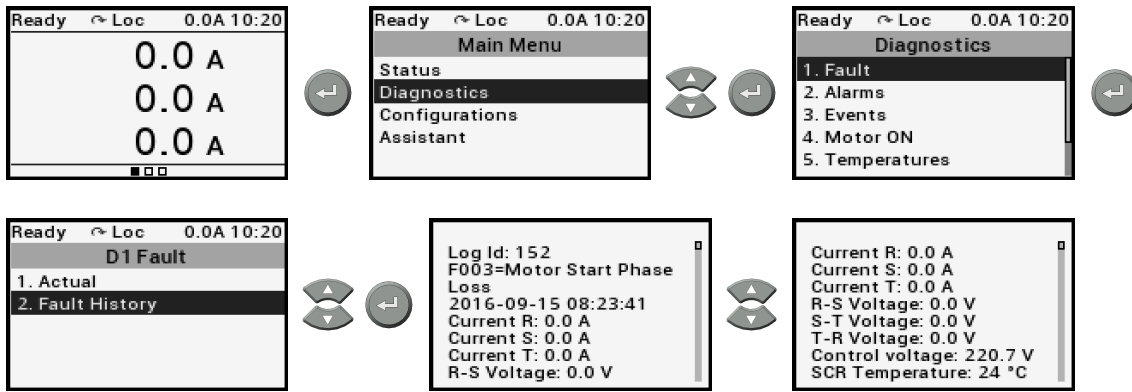 Ready Loc 0.0A 10:20
0.0 A
0.0 A
0.0 A
Ready Loc 0.0A 10:20
Main Menu
Status
Diagnostics
Configurations
Assistant
Ready Loc 0.0A 10:20
Diagnostics
1. Fault
2. Alarms
3. Events
4. Motor ON
5. Temperatures
Ready Loc 0.0A 10:20
D1 Fault
1. Actual
2. Fault History
Log Id: 152
F003=Motor Start Phase
Loss
2016-09-15 08:23:41
Current R: 0.0 A
Current S: 0.0 A
Current T: 0.0 A
R-S Voltage: 0.0 V
Current R: 0.0 A
Current S: 0.0 A
Current T: 0.0 A
R-S Voltage: 0.0 V
S-T Voltage: 0.0 V
T-R Voltage: 0.0 V
Control voltage: 220.7 V
SCR Temperature: 24 °C